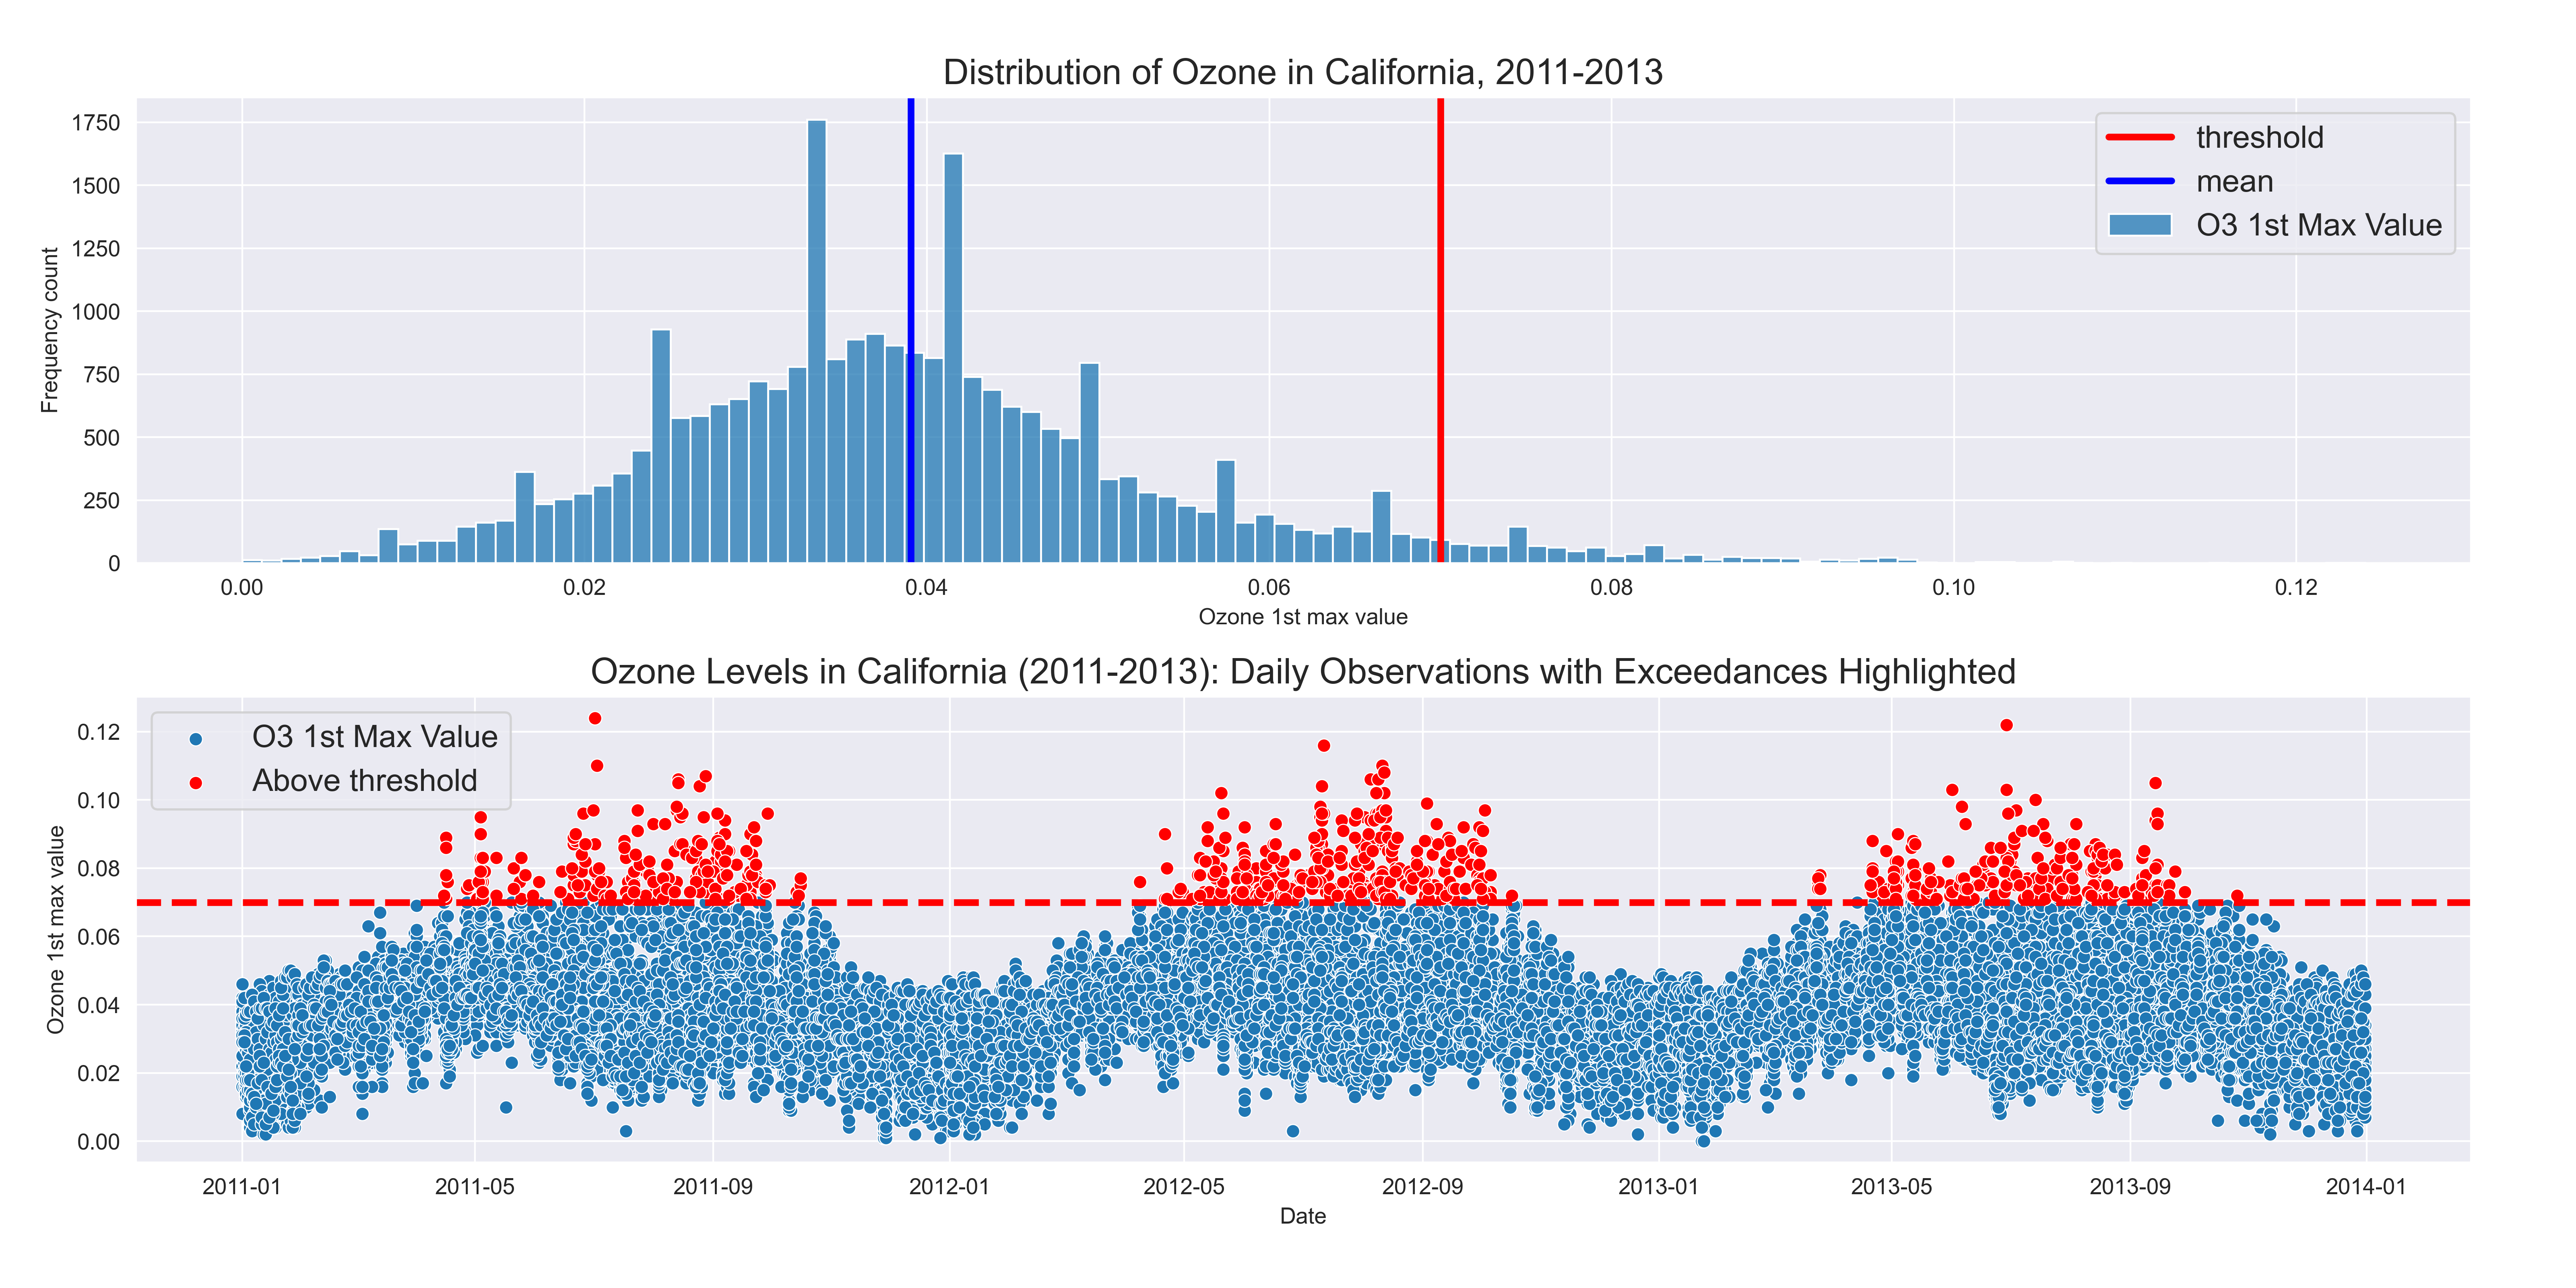 Distribution of Ozone in California, 2011-2013
1750
1500
1250
1000
750
500
250
0
Frequency count
threshold
mean
O3 1st Max Value
0.00 0.02 0.04 0.06 0.08 0.10 0.12
Ozone 1st max value
Ozone Levels in California (2011-2013): Daily Observations with Exceedances Highlighted
0.12
0.10
0.08
0.06
0.04
0.02
0.00
Ozone 1st max value
O3 1st Max Value
Above threshold
2011-01 2011-05 2011-09 2012-01 2012-05 2012-09 2013-01 2013-05 2013-09 2014-01
Date